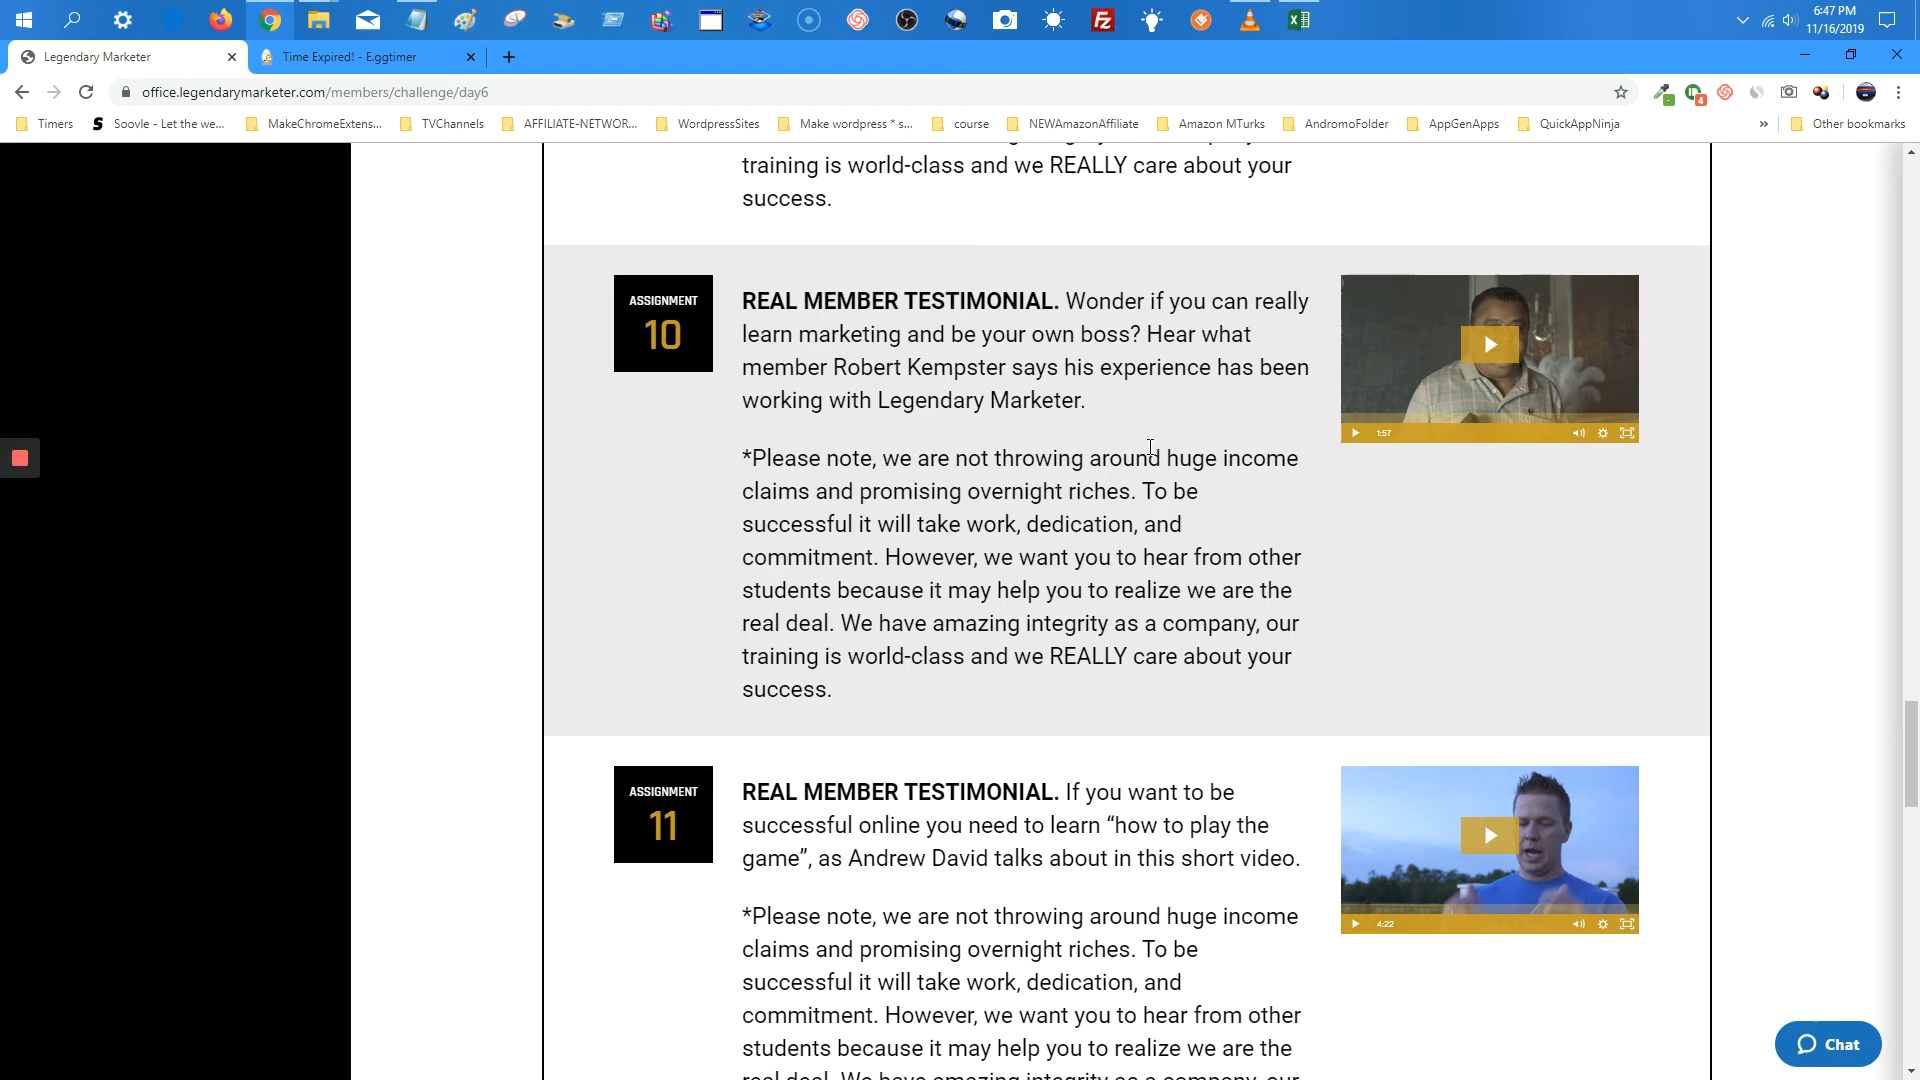 6:47 PM
11/16/2019
Legendary Marketer
Time Expired! - E.ggtimer
office.legendarymarketer.com/members/challenge/day6
4
Timers
S Soovle - Let the we...
MakeChromeExtens...
TVChannels
AFFILIATE-NETWOR...
WordpressSites
Make wordpress * s...
course
NEWAmazonAffiliate
Amazon MTurks
AndromoFolder
AppGenApps
QuickAppNinja
»
Other bookmarks
training is world-class and we REALLY care about your
success.
ASSIGNMENT
10
REAL MEMBER TESTIMONIAL. Wonder if you can really
learn marketing and be your own boss? Hear what
member Robert Kempster says his experience has been
working with Legendary Marketer.
1:57
*Please note, we are not throwing around huge income
claims and promising overnight riches. To be
successful it will take work, dedication, and
commitment. However, we want you to hear from other
students because it may help you to realize we are the
real deal. We have amazing integrity as a company, our
training is world-class and we REALLY care about your
success.
ASSIGNMENT
11
REAL MEMBER TESTIMONIAL. If you want to be
successful online you need to learn “how to play the
game”, as Andrew David talks about in this short video.
4:22
*Please note, we are not throwing around huge income
claims and promising overnight riches. To be
successful it will take work, dedication, and
commitment. However, we want you to hear from other
students because it may help you to realize we are the
real deal. We have amazing integrity as a company, our
Chat